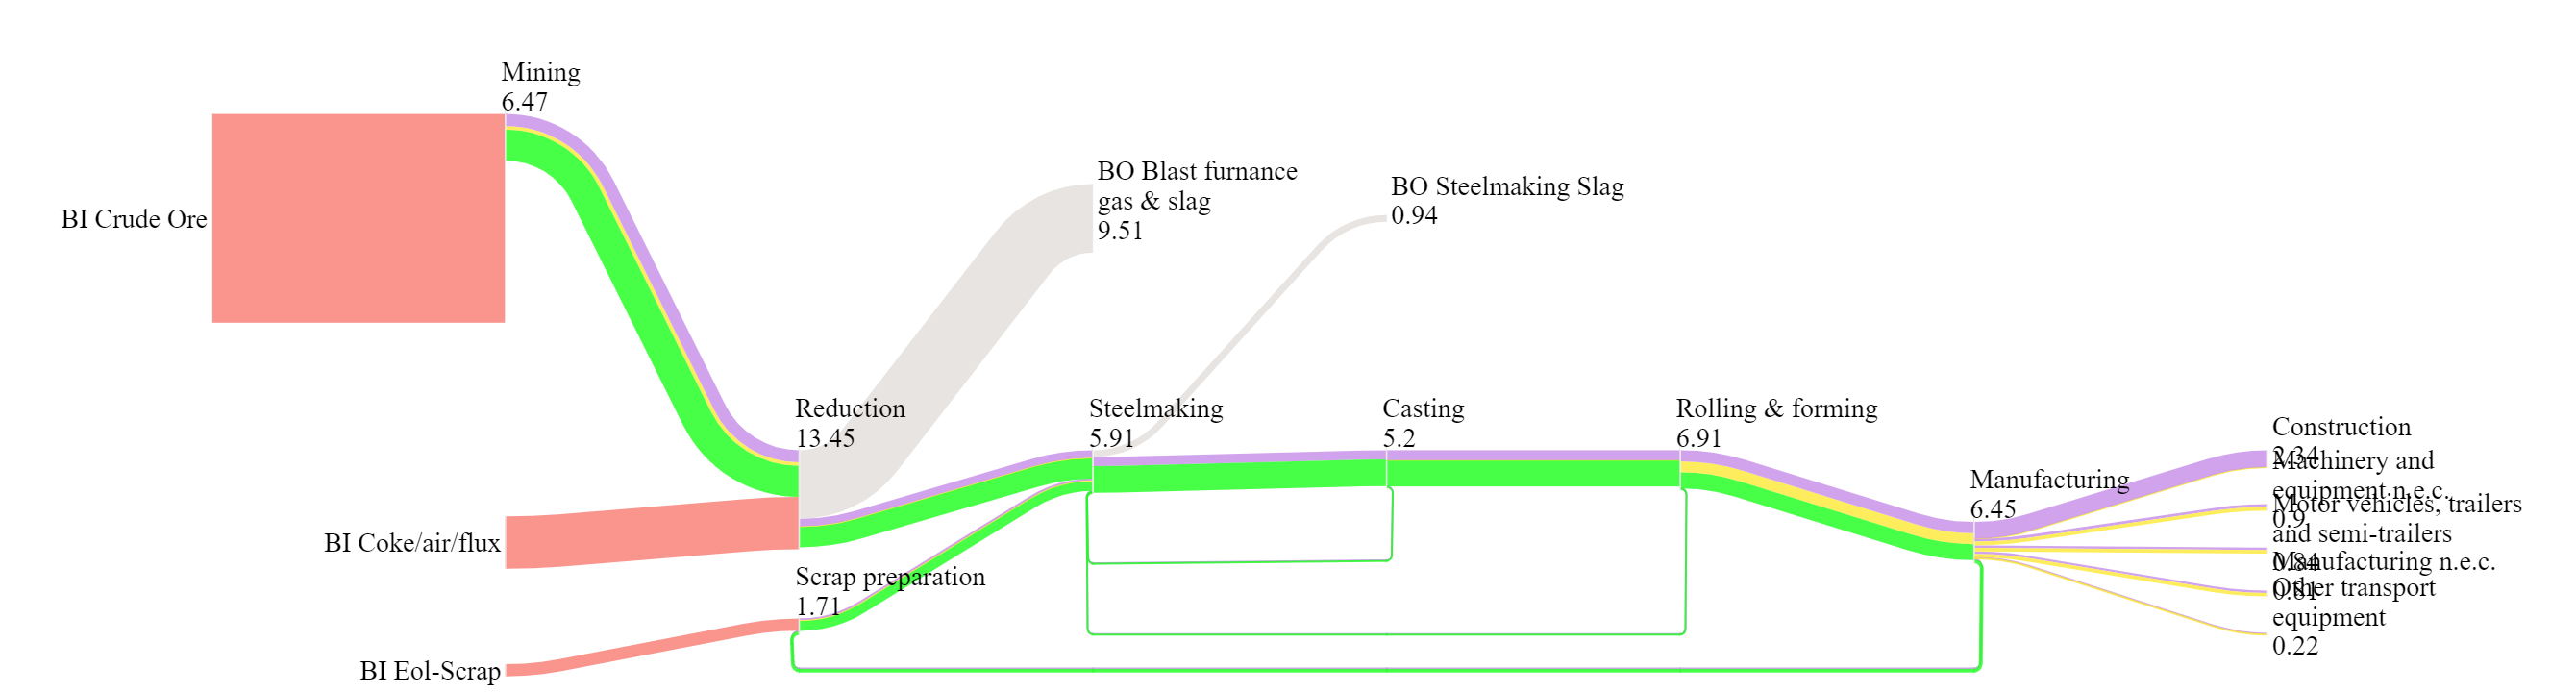 Mining
6.47
BI Crude Ore
BO Blast furnance
gas & slag
9.51
BO Steelmaking Slag
0.94
Reduction
13.45
Steelmaking
5.91
Casting
5.2
Rolling & forming
6.91
Manufacturing
6.45
Construction
2.34
Machinery and
equipment n.e.c.
0.9
Motor vehicles, trailers
and semi-trailers
0.84
Manufacturing n.e.c.
0.81
Other transport
equipment
0.22
BI Coke/air/flux
Scrap preparation
1.71
BI Eol-Scrap